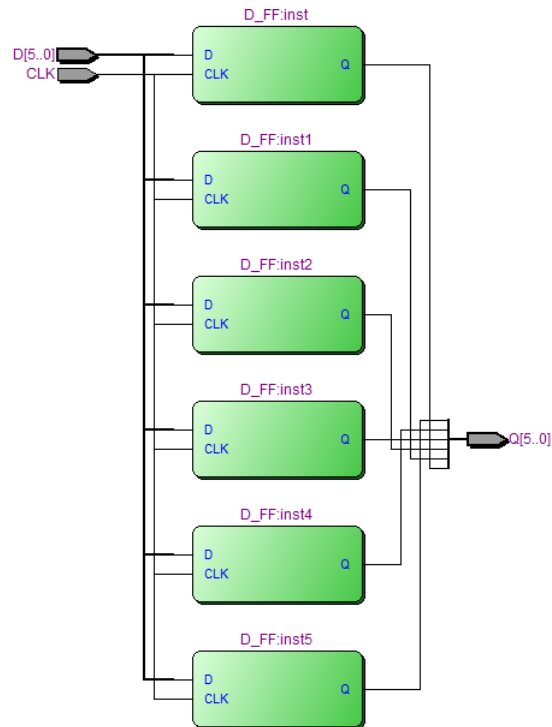 D_FF:inst
D[5..0]
CLK
D
CLK
Q
D_FF:inst1
D
CLK
Q
D_FF:inst2
D
CLK
Q
D_FF:inst3
D
CLK
Q
Q[5..0]
D_FF:inst4
D
CLK
Q
D_FF:inst5
D
CLK
Q